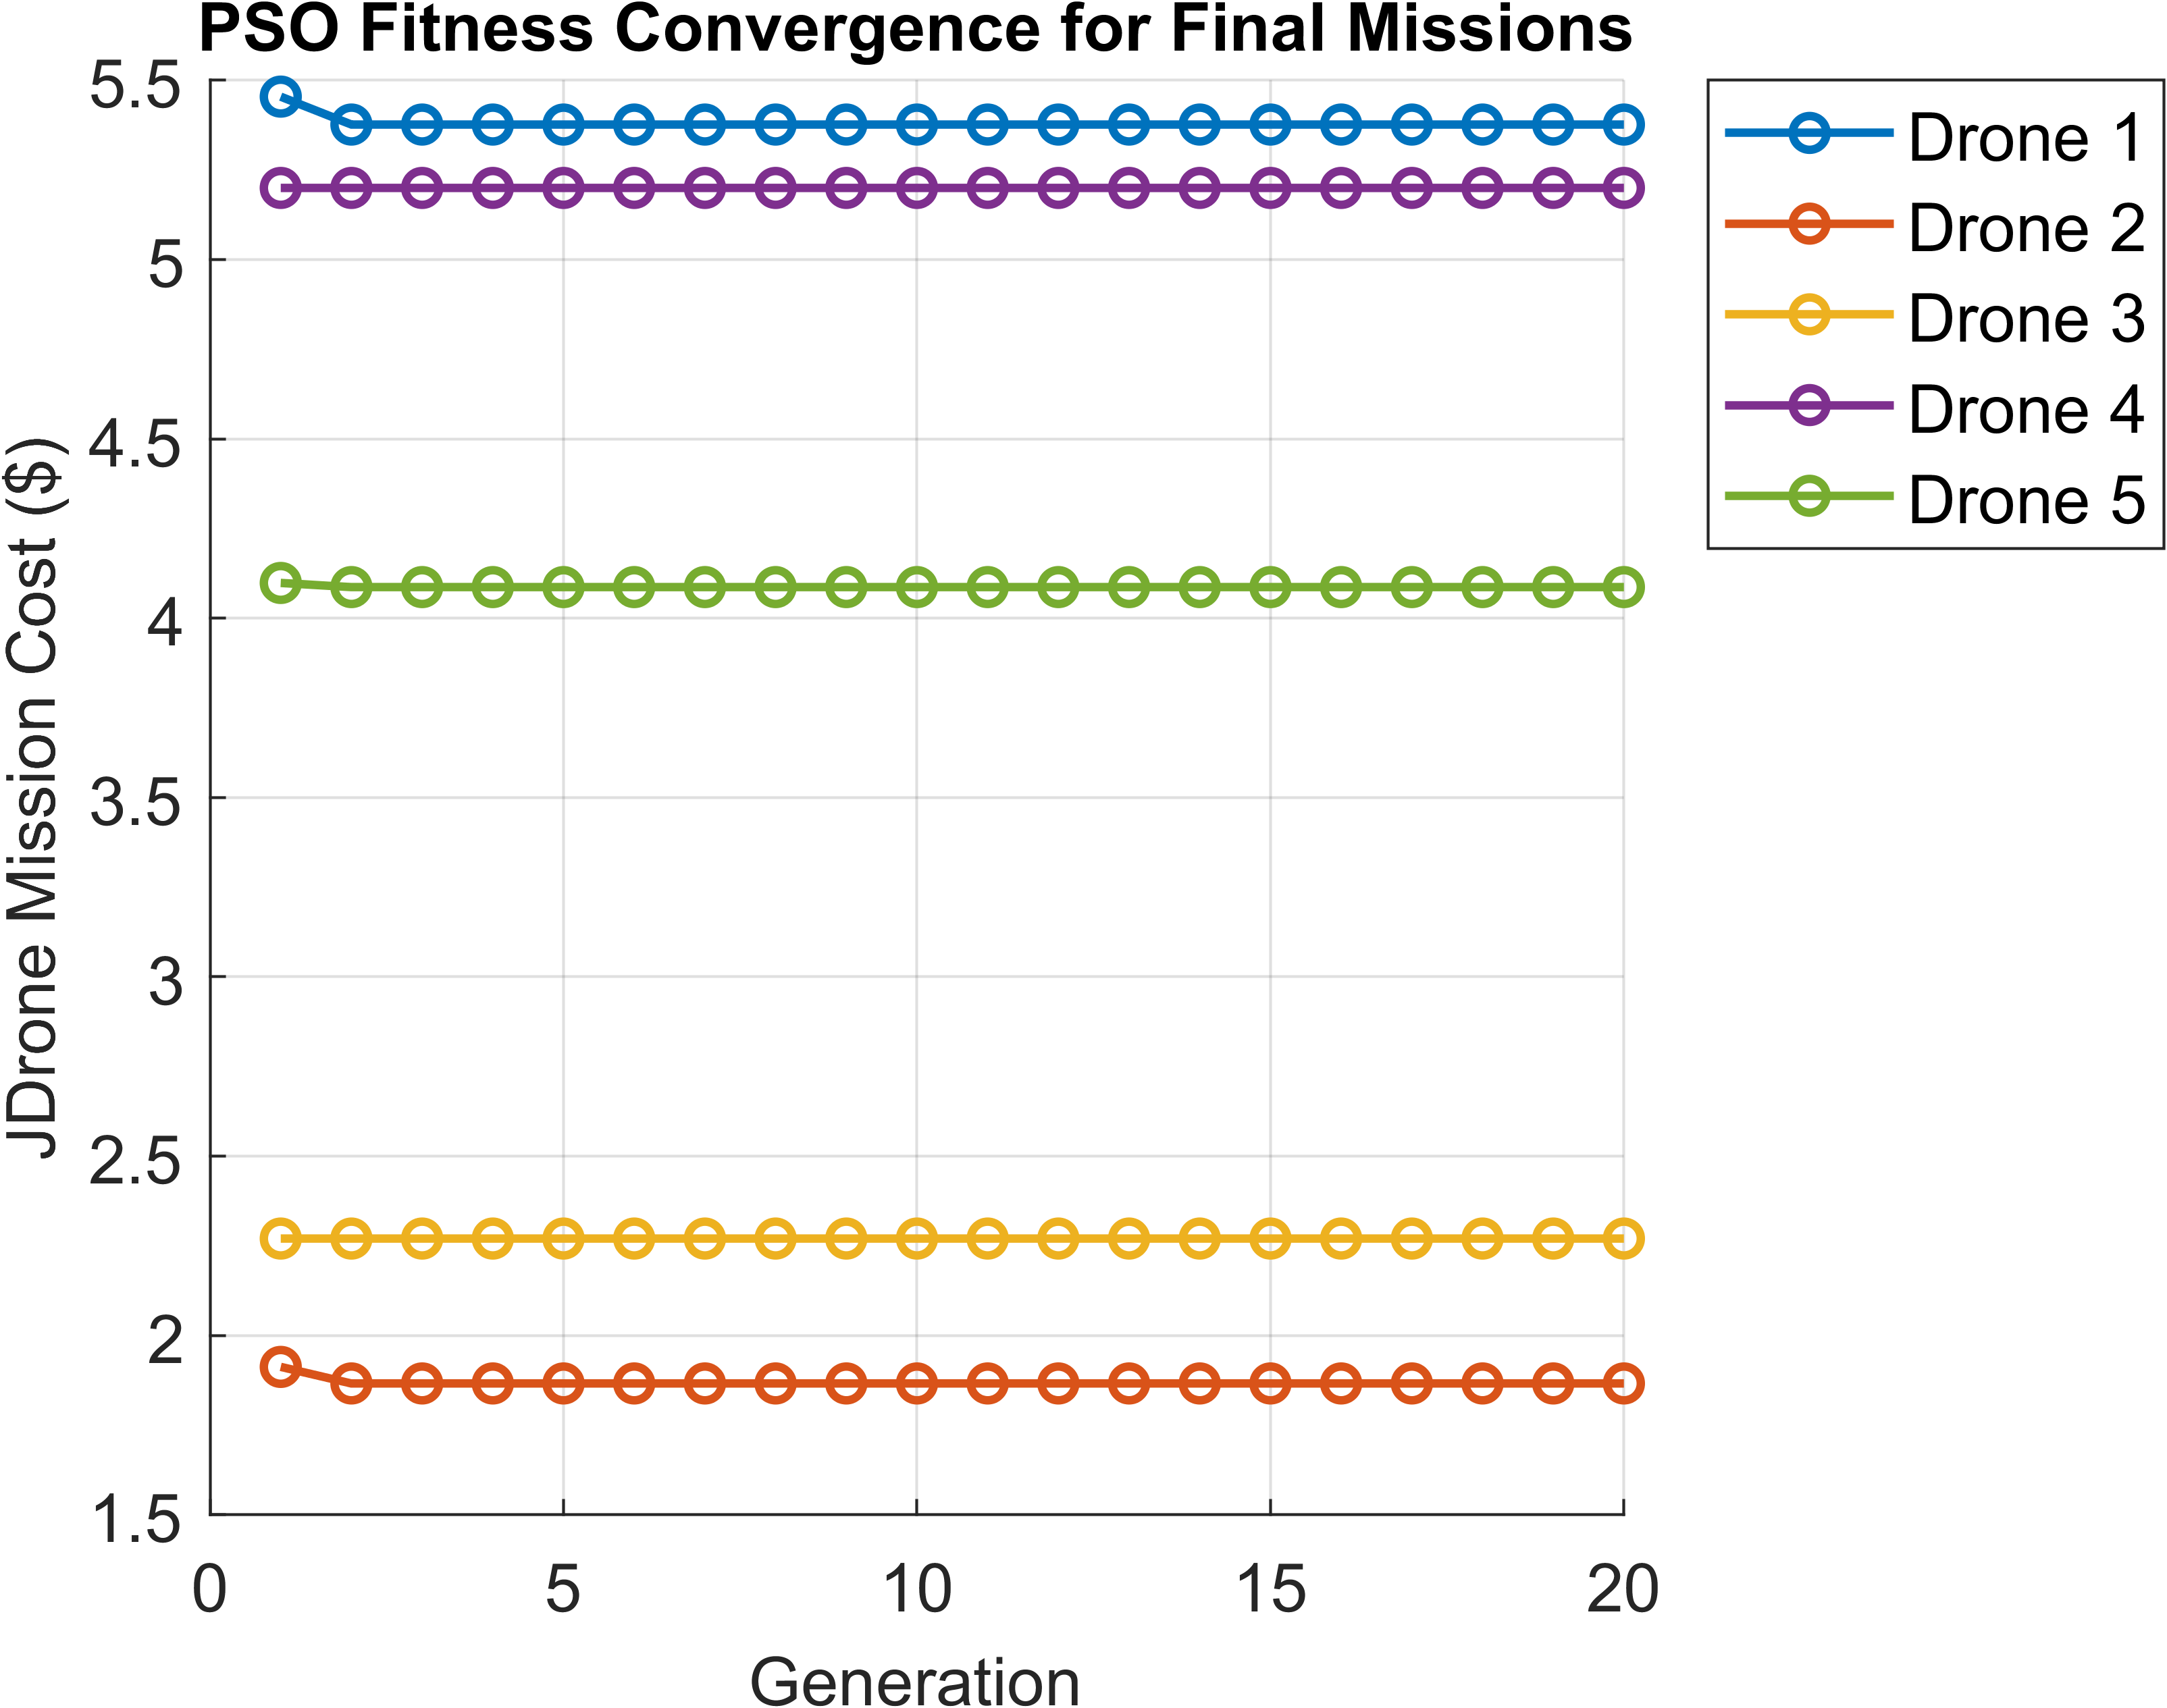 PSO Fitness Convergence for Final Missions
5.5
5
4.5
4
3.5
3
2.5
2
1.5
JDrone Mission Cost ($)
0 5 10 15 20
Generation
Drone 1
Drone 2
Drone 3
Drone 4
Drone 5